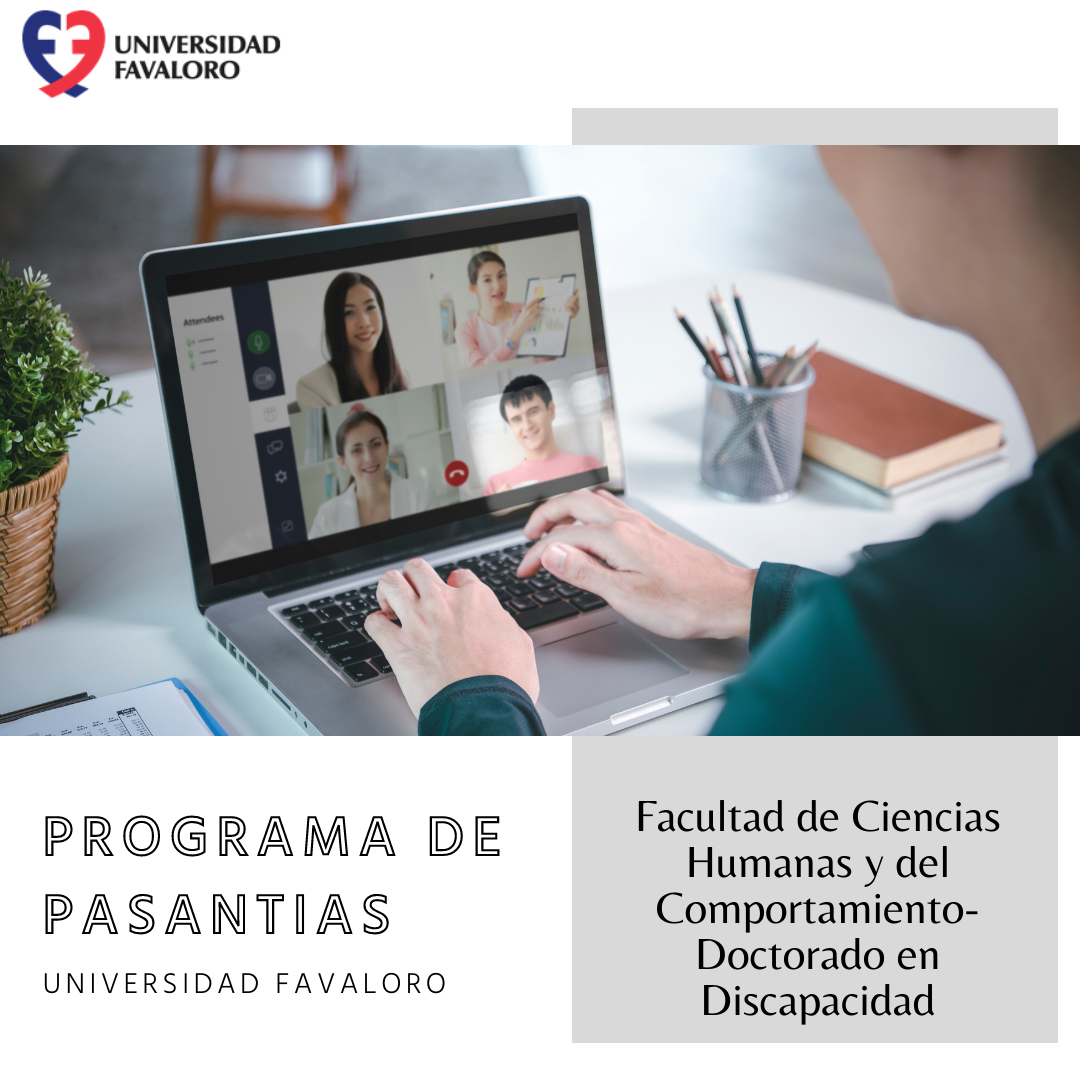 UNIVERSIDAD
FAVALORO
Attendees
PROGRAMA DE
PASANTIAS
UNIVERSIDAD FAVALORO
Facultad de Ciencias
Humanas y del
Comportamiento-
Doctorado en
Discapacidad